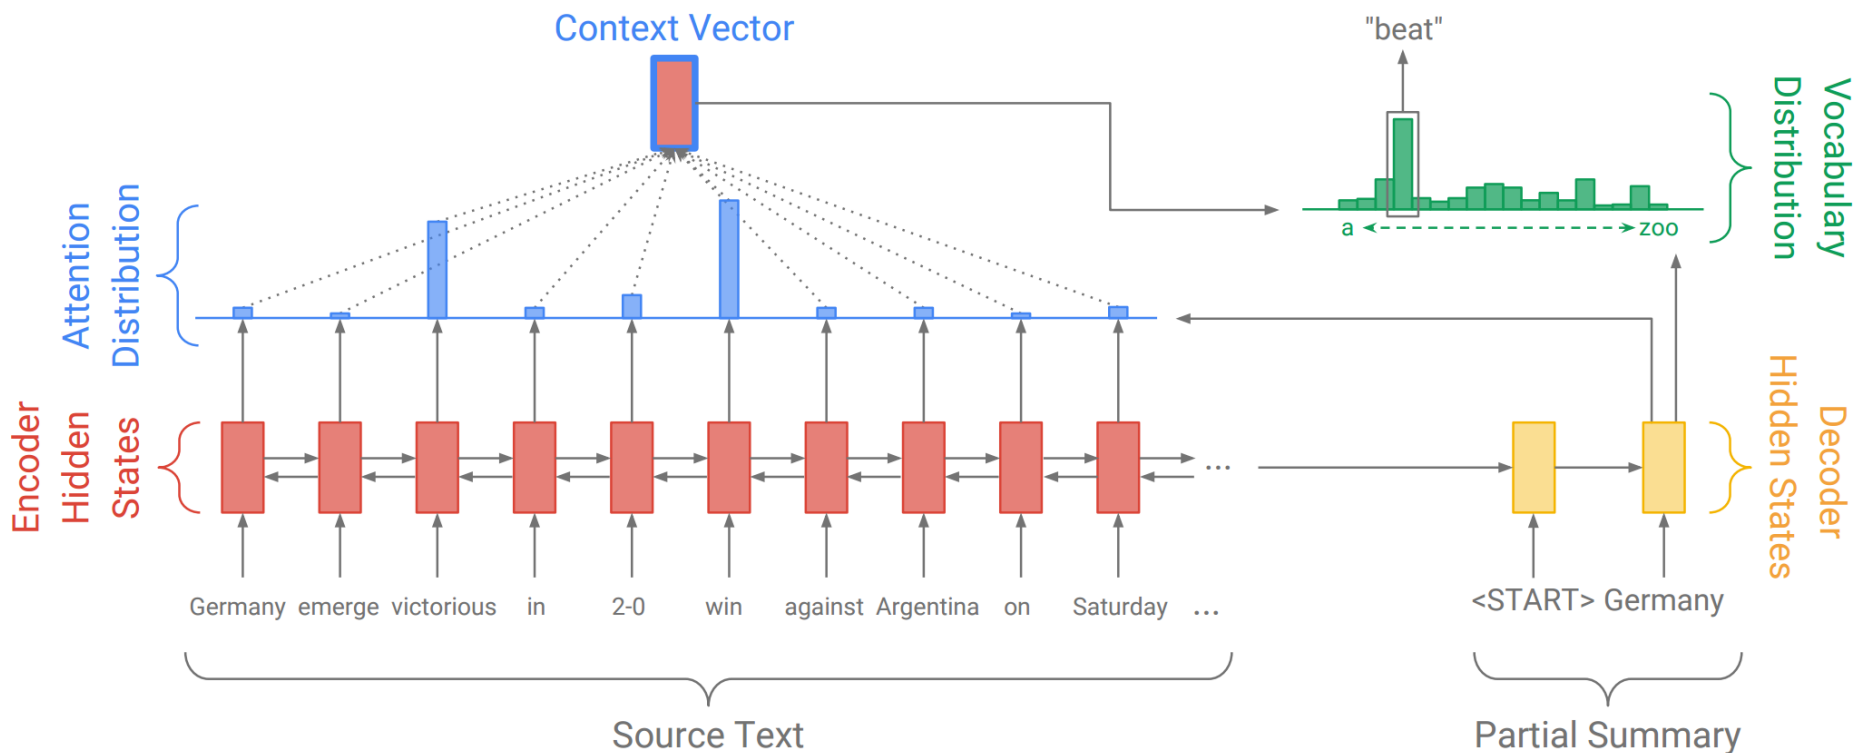 Context Vector
"beat"
Vocabulary
Distribution
a
zoo
Attention
Distribution
Encoder
Hidden
States
...
Decoder
Hidden States
Germany emerge victorious in 2-0 win against Argentina on Saturday ...
<START> Germany
Source Text
Partial Summary